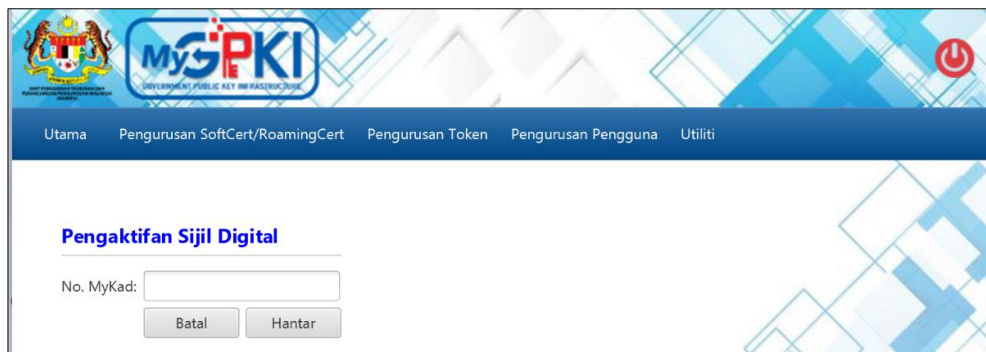 MyGPKI
GOVERNMENT PUBLIC KEY INFRASTRUCTURE
Utama Pengurusan SoftCert/RoamingCert Pengurusan Token Pengurusan Pengguna Utiliti
Pengaktifan Sijil Digital
No. MyKad:
Batal Hantar